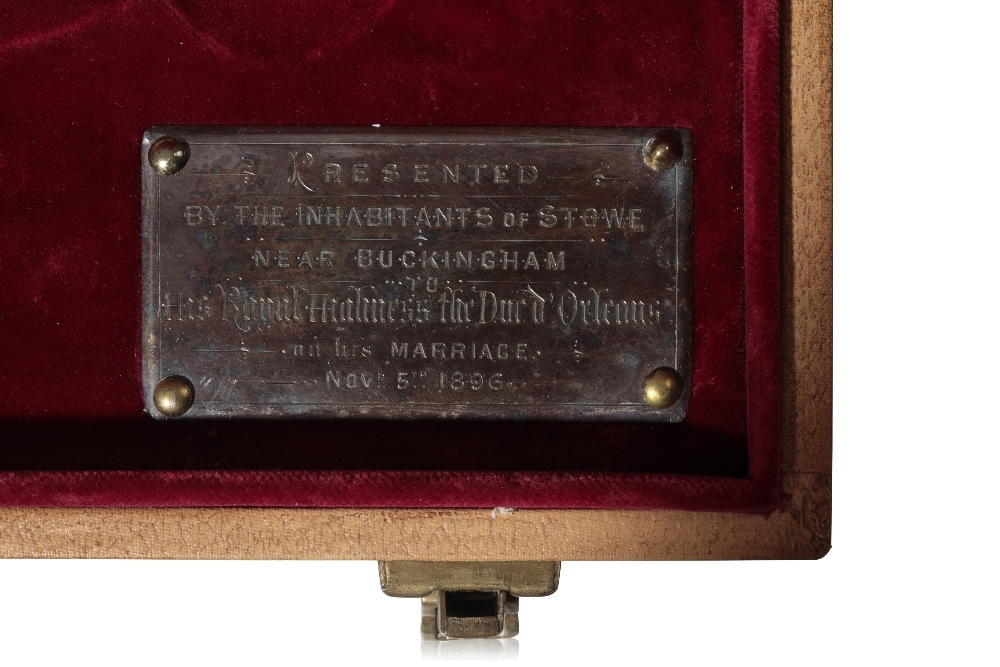 PRESENTED
BY THE INHABITANTS OF STOWE
NEAR BUCKINGHAM
TO
His Royal Highness the Duc d'Orleans
on his MARRIAGE.
NOVR 5TH 1896